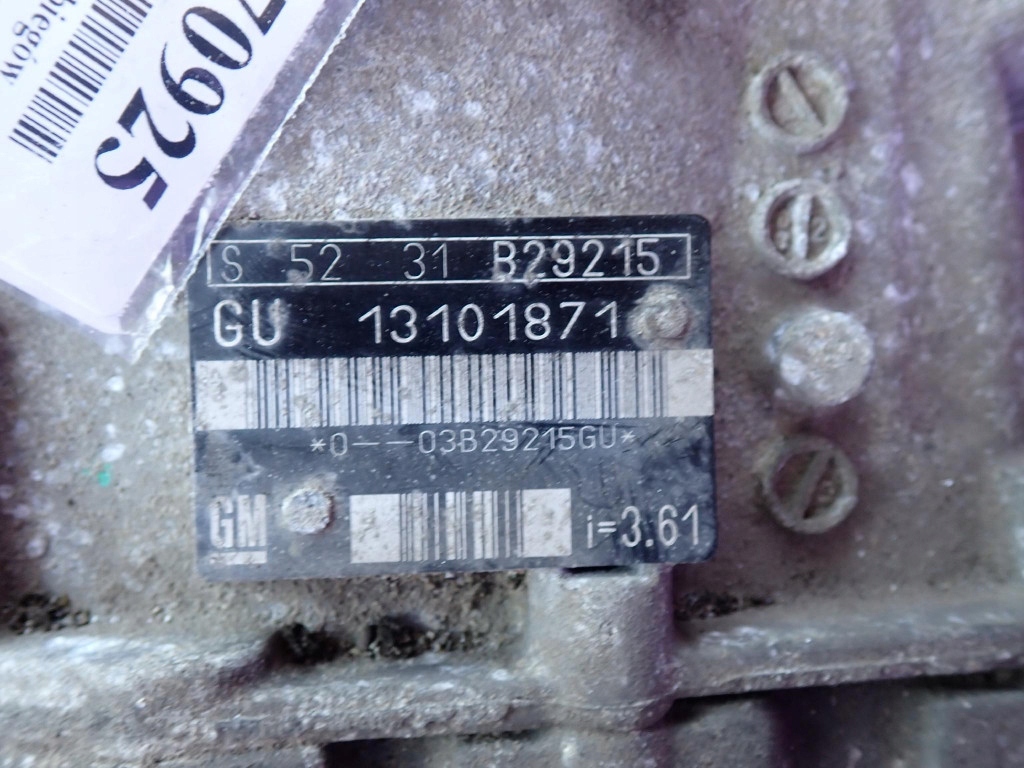 biegów
70925
S 52 31 B29215
GU 13101871
*0--03B29215GU*
GM
i=3.61